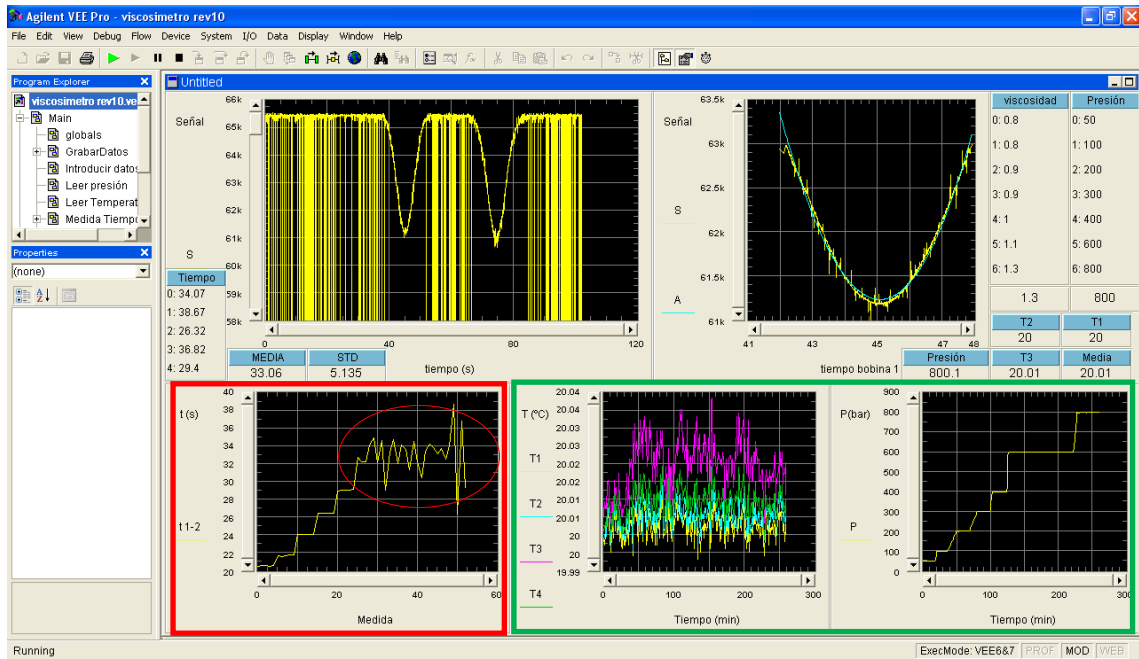 Agilent VEE Pro - viscosimetro rev10
File Edit View Debug Flow Device System I/O Data Display Window Help
Program Explorer
viscosimetro rev10.ve
Main
globals
GrabarDatos
Introducir datos
Leer presión
Leer Temperat
Medida Tiemp
Properties
(none)
Untitled
Señal
66k
65k
64k
63k
62k
61k
60k
59k
58k
S
0 40 80 120
tiempo (s)
Tiempo
0: 34.07
1: 38.67
2: 26.32
3: 36.82
4: 29.4
MEDIA STD
33.06 5.135
Señal
63.5k
63k
62.5k
62k
61.5k
61k
S
A
41 43 45 47 48
tiempo bobina 1
viscosidad Presión
0: 0.8 0: 50
1: 0.8 1: 100
2: 0.9 2: 200
3: 0.9 3: 300
4: 1 4: 400
5: 1.1 5: 600
6: 1.3 6: 800
1.3 800
T2 T1
20 20
Presión T3 Media
800.1 20.01 20.01
t (s)
40
38
36
34
32
30
28
26
24
22
20
t 1-2
0 20 40 60
Medida
T (ºC)
20.04
20.04
20.03
20.03
20.02
20.02
20.01
20.01
20
20
19.99
T1
T2
T3
T4
0 100 200 300
Tiempo (min)
P(bar)
900
800
700
600
500
400
300
200
100
0
P
0 100 200 300
Tiempo (min)
Running
ExecMode: VEE6&7 PROF MOD WEB